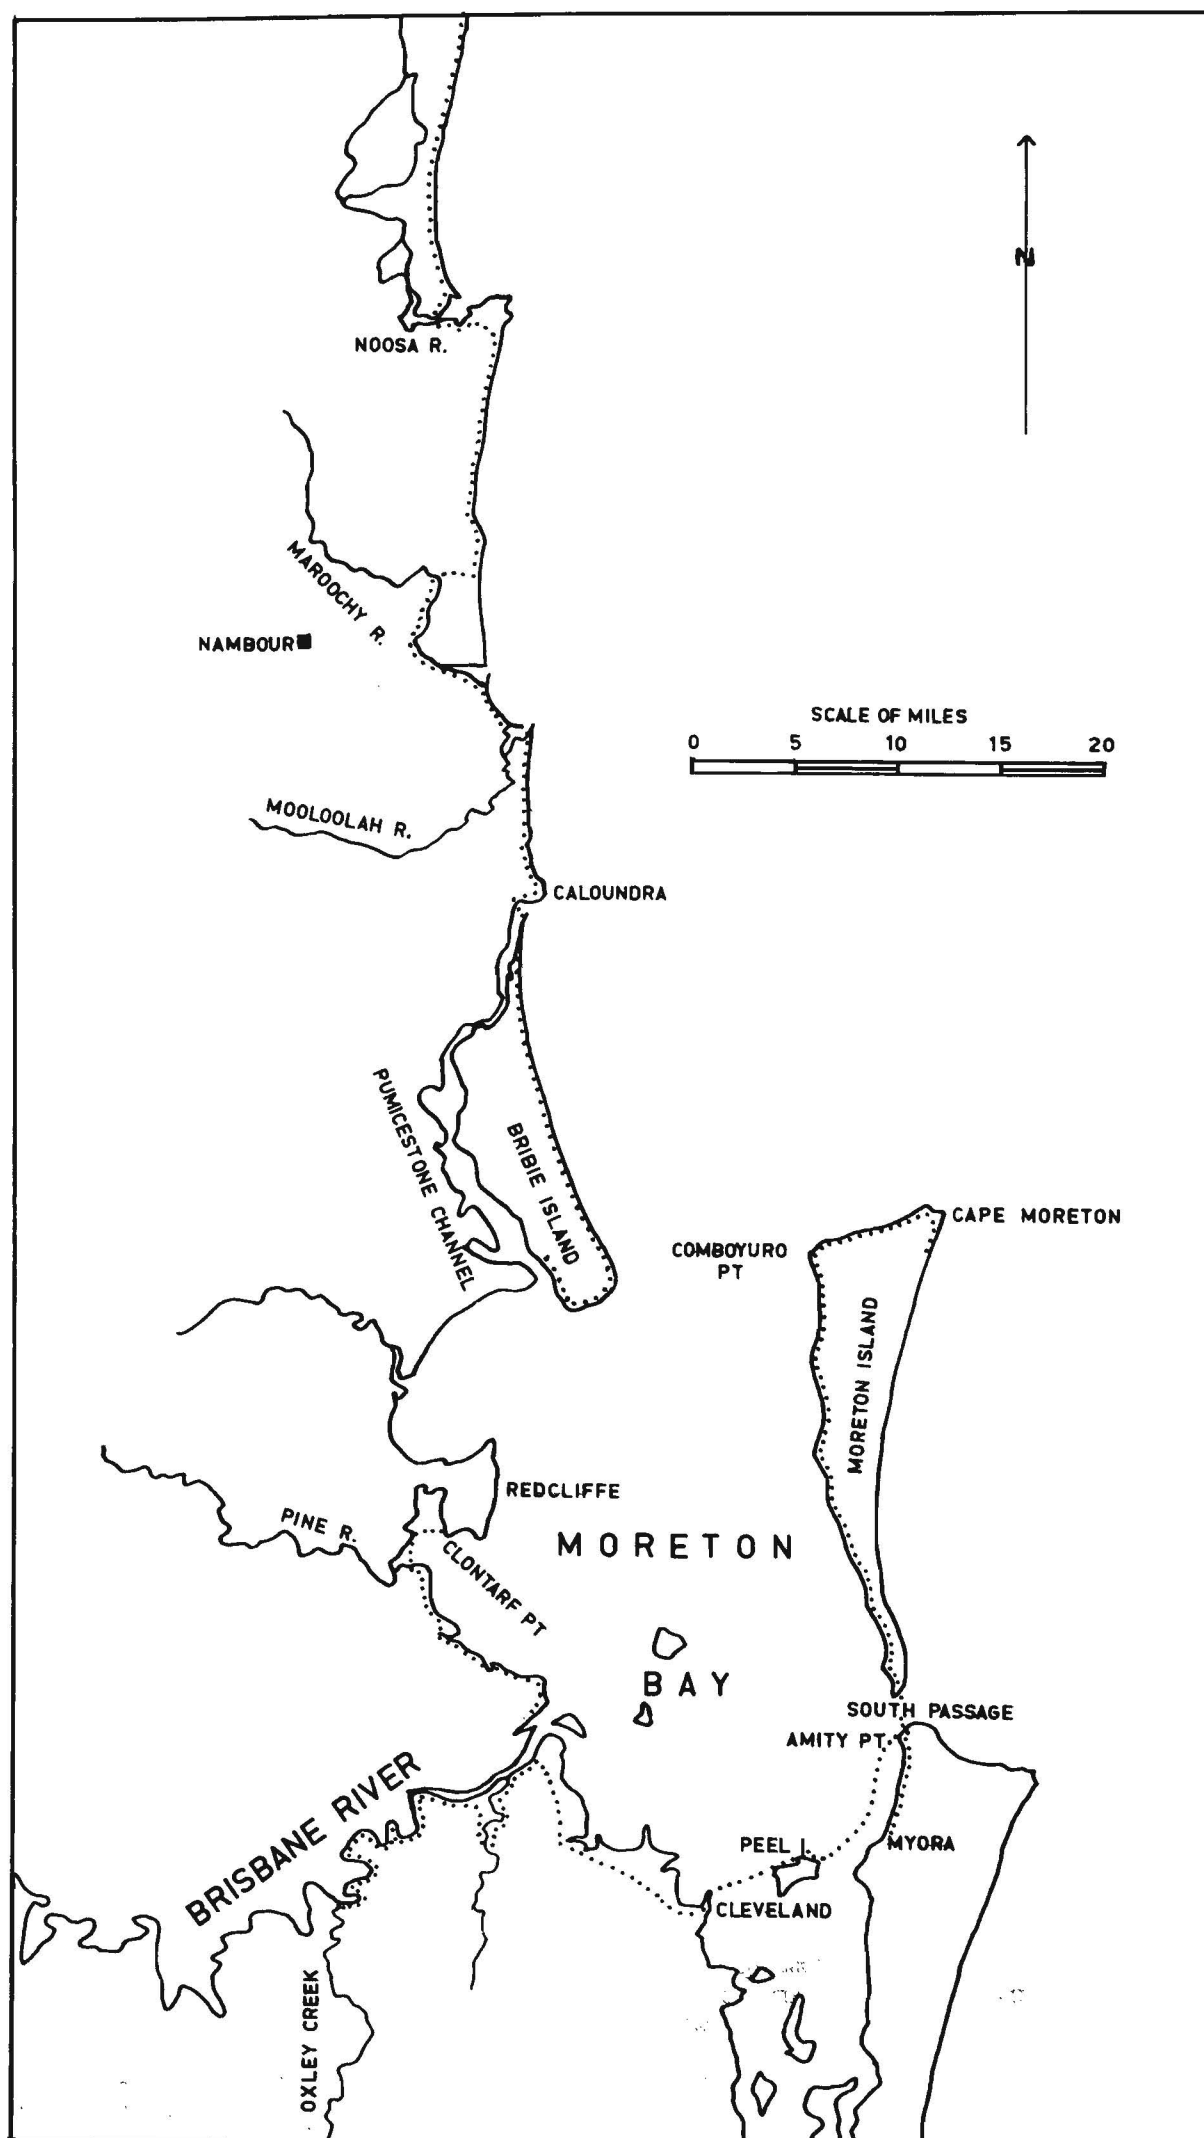 N
NOOSA R.
MAROOCHY R.
NAMBOUR
SCALE OF MILES
0 5 10 15 20
MOOLOOLAH R.
CALOUNDRA
PUMICESTONE CHANNEL
BRIBIE ISLAND
CAPE MORETON
COMBOYURO
PT
MORETON ISLAND
REDCLIFFE
PINE R.
CLONTARF PT
MORETON
BAY
SOUTH PASSAGE
AMITY PT
BRISBANE RIVER
PEEL I.
MYORA
CLEVELAND
OXLEY CREEK